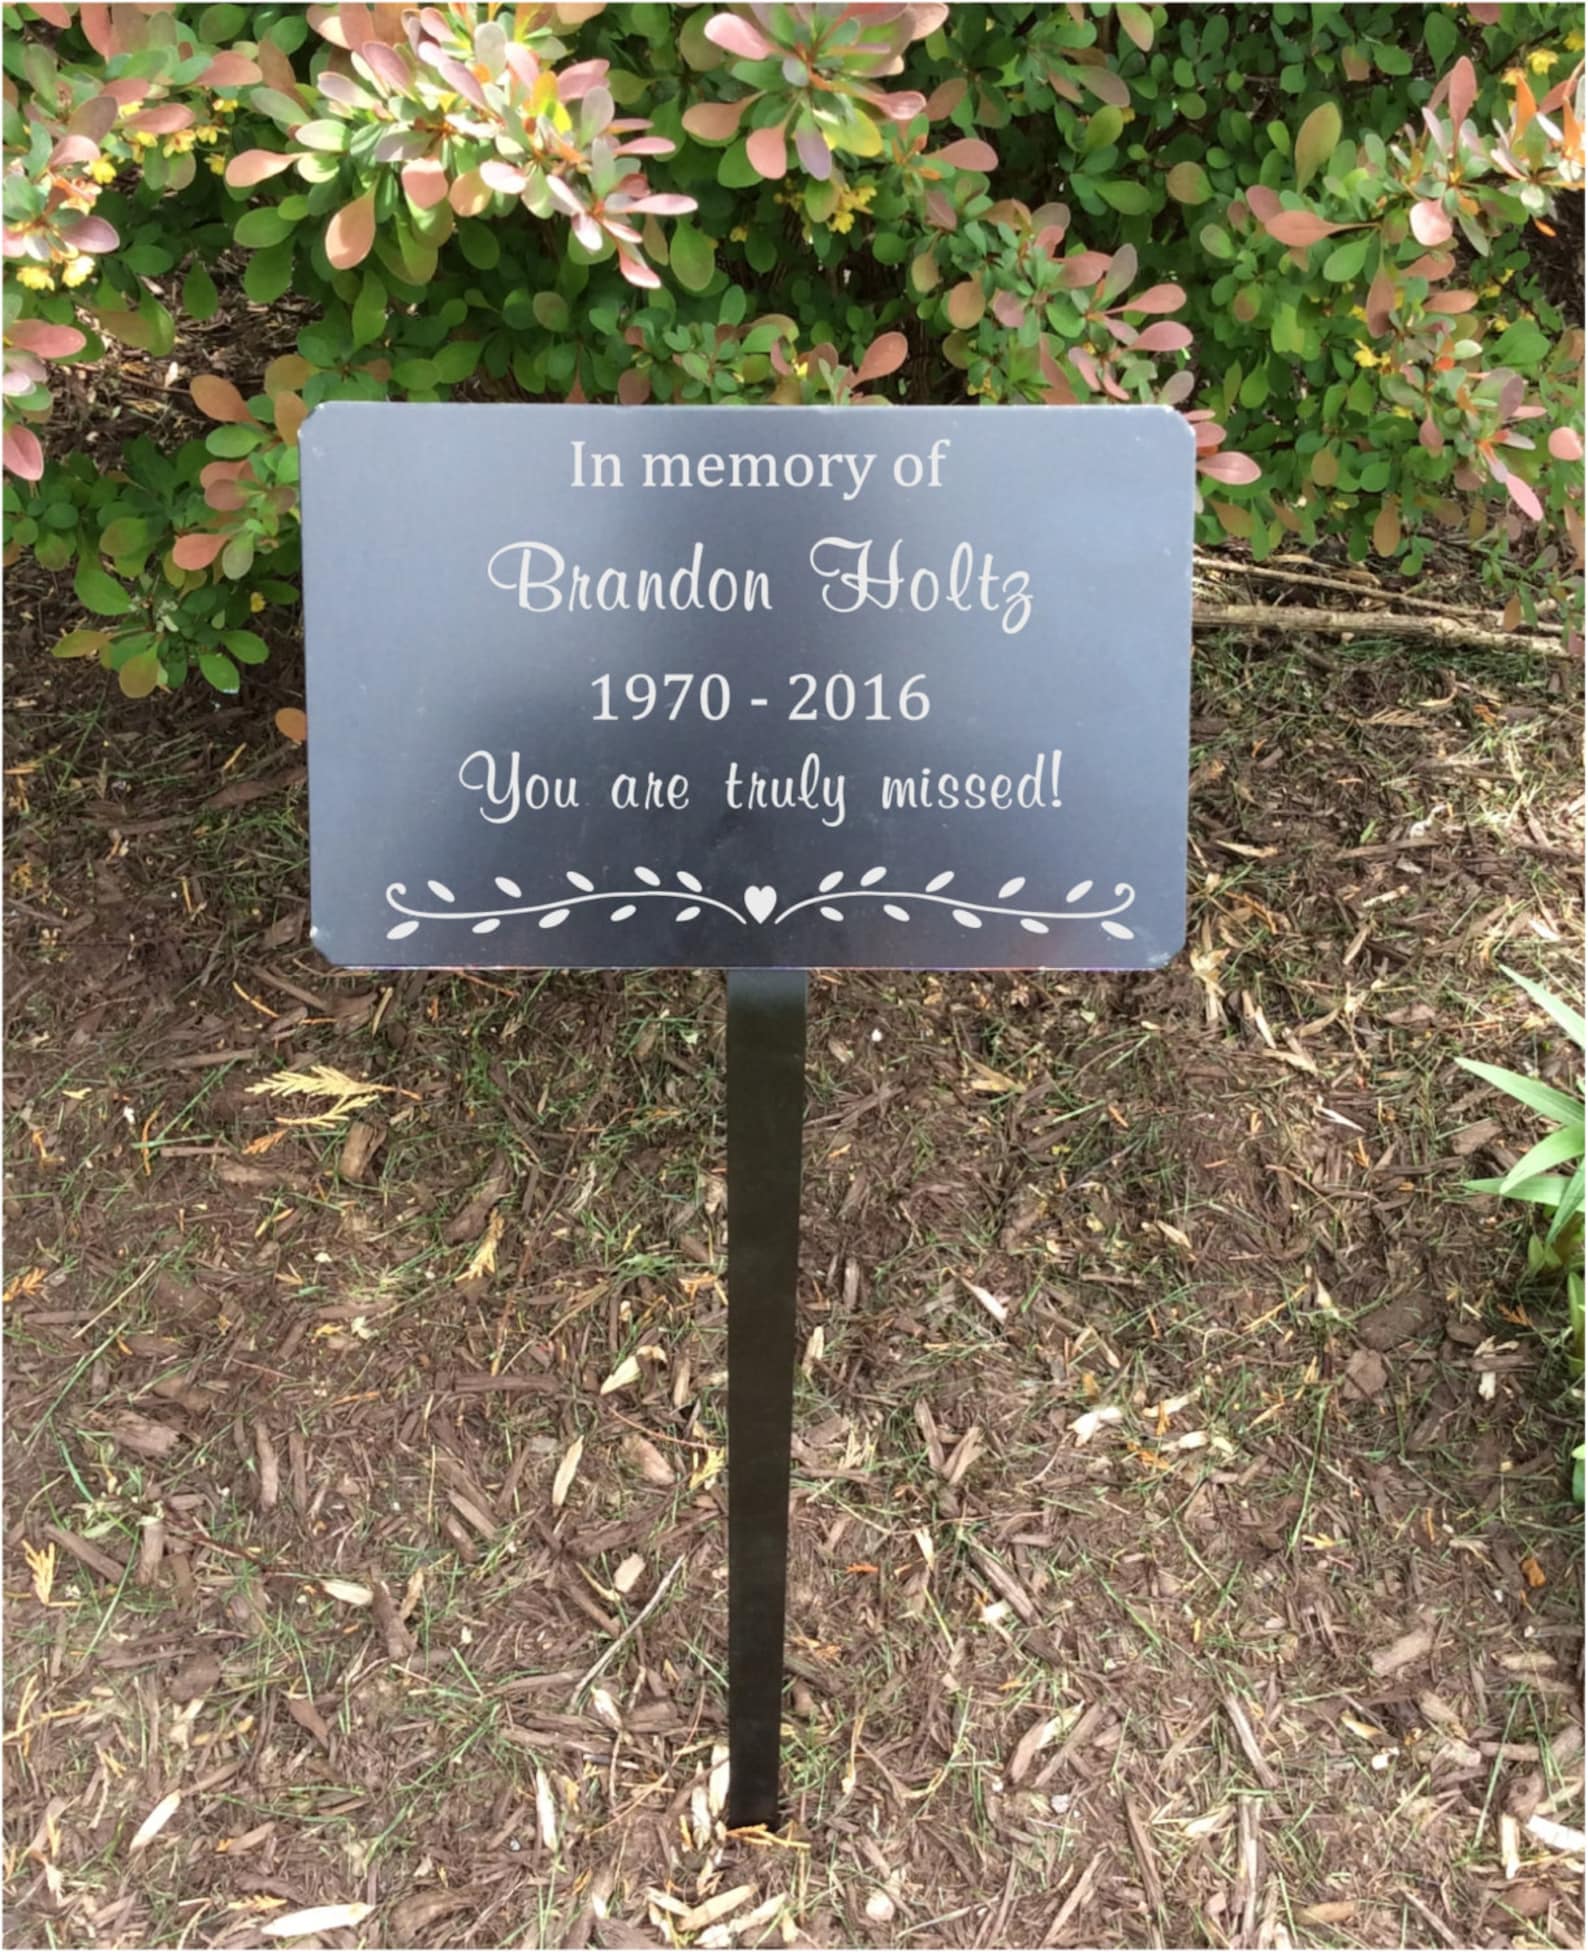 In memory of
Brandon Holtz
1970 - 2016
You are truly missed!